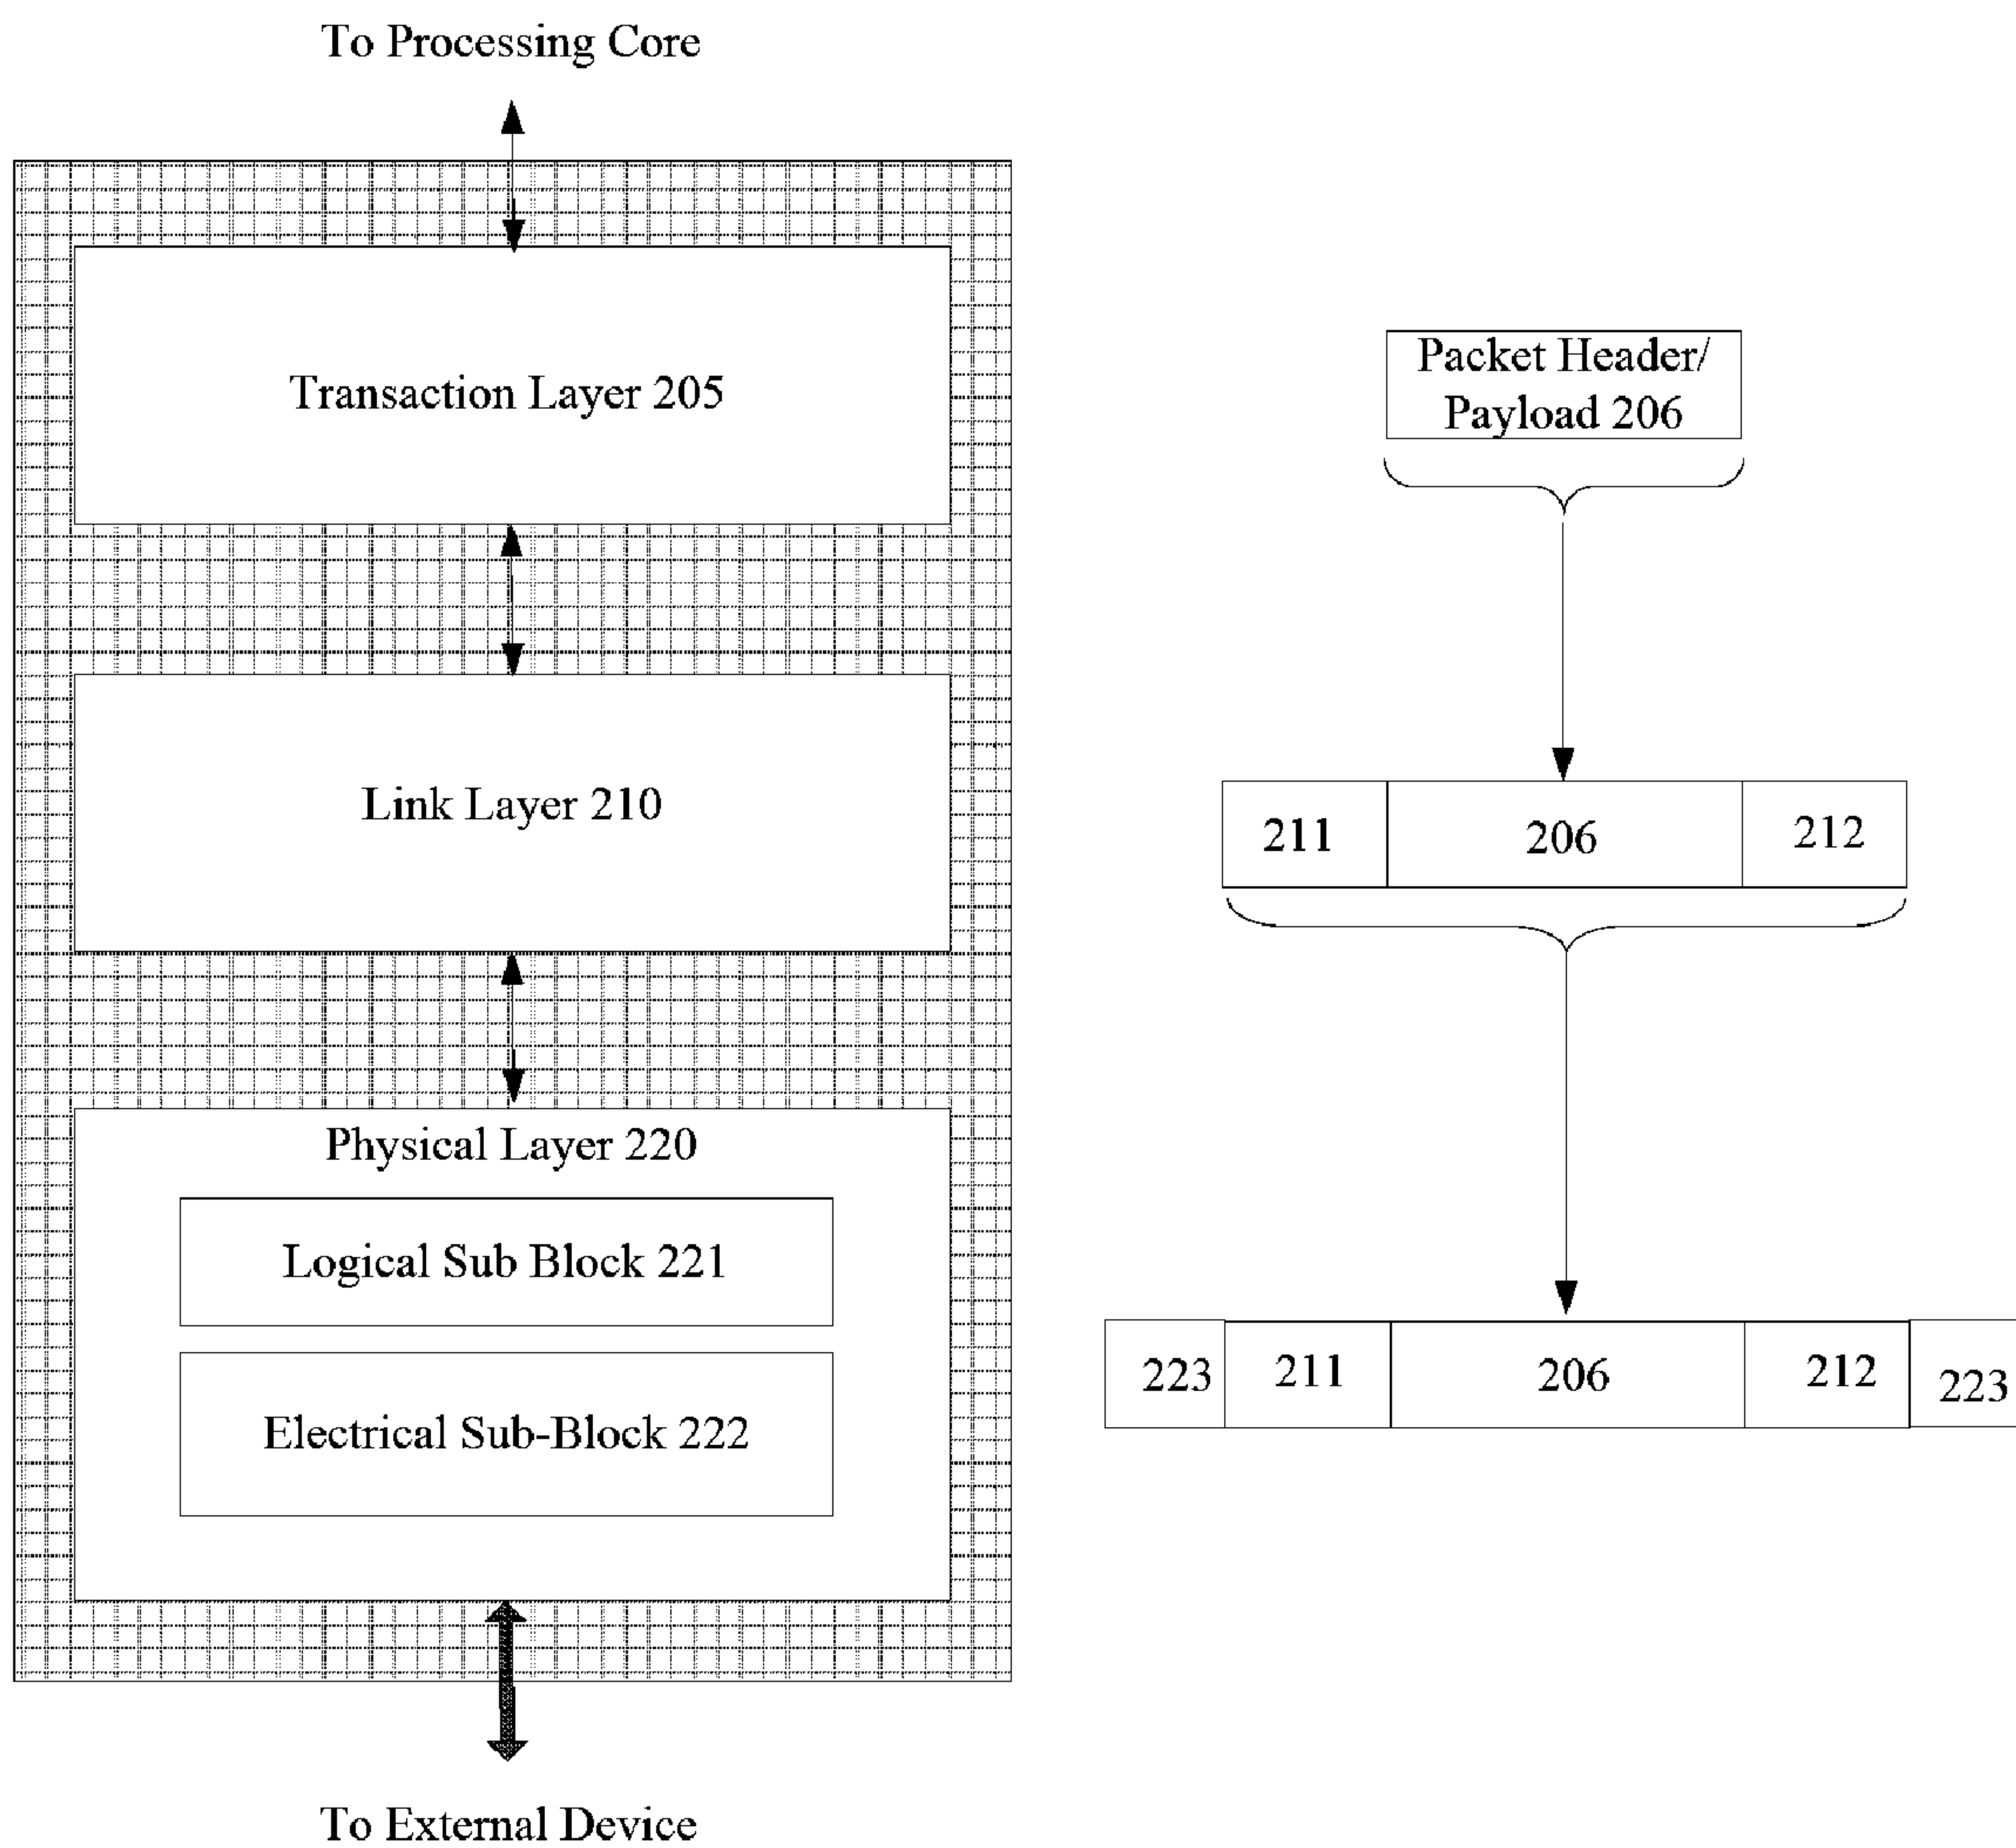 To Processing Core
Transaction Layer 205
Link Layer 210
Physical Layer 220
Logical Sub Block 221
Electrical Sub-Block 222
To External Device
Packet Header/
Payload 206
211 206 212
223 211 206 212 223